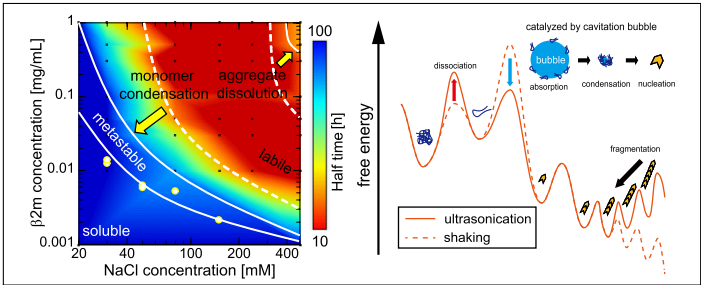 1
0.1
0.01
0.001
β2m concentration [mg/mL]
monomer
condensation
aggregate
dissolution
metastable
labile
soluble
20
40
60
100
200
400
NaCl concentration [mM]
100
Half time [h]
10
free energy
catalyzed by cavitation bubble
bubble
absorption
condensation
nucleation
dissociation
fragmentation
ultrasonication
shaking